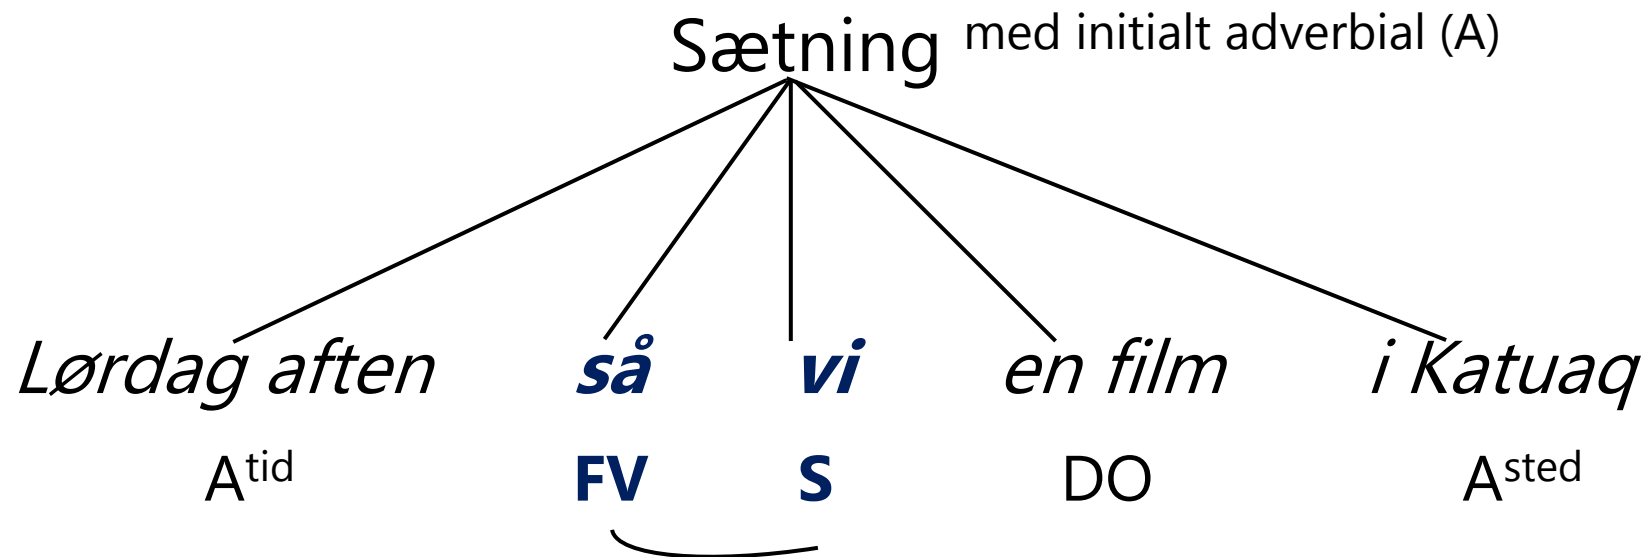 Sætning med initialt adverbial (A)
Lørdag aften så vi en film i Katuaq
Atid FV S DO Asted